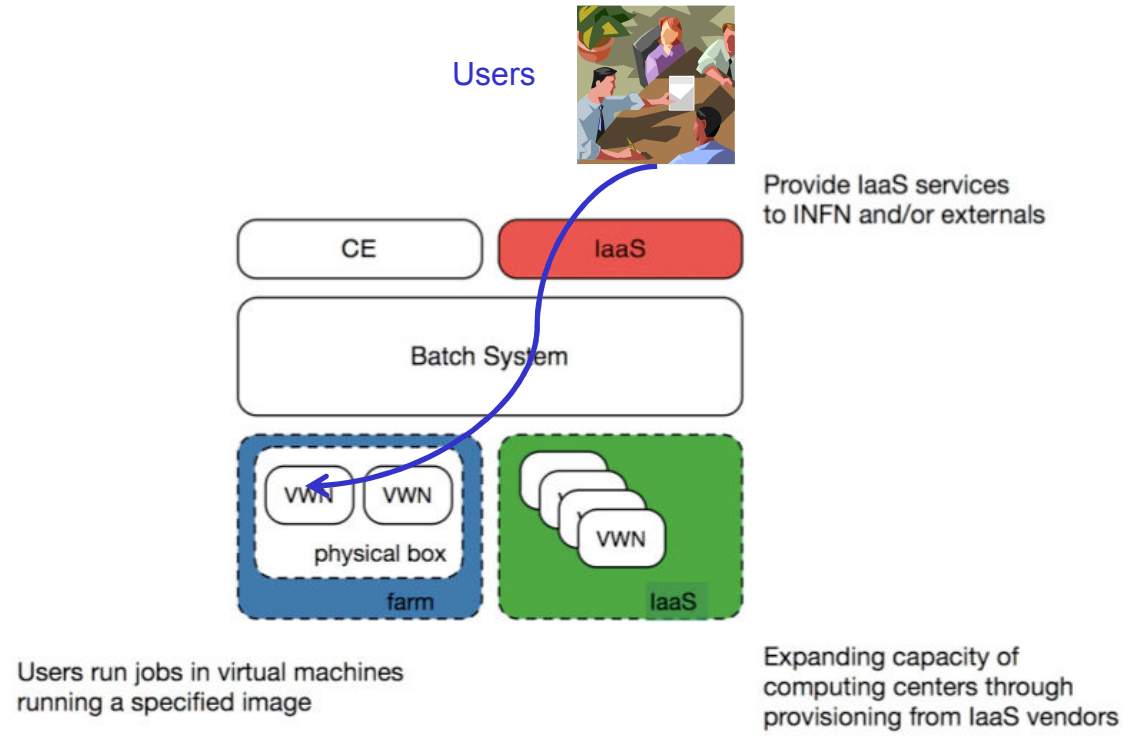 Users
Provide IaaS services
to INFN and/or externals
CE
IaaS
Batch System
VWN
VWN
physical box
farm
VWN
IaaS
Users run jobs in virtual machines
running a specified image
Expanding capacity of
computing centers through
provisioning from IaaS vendors